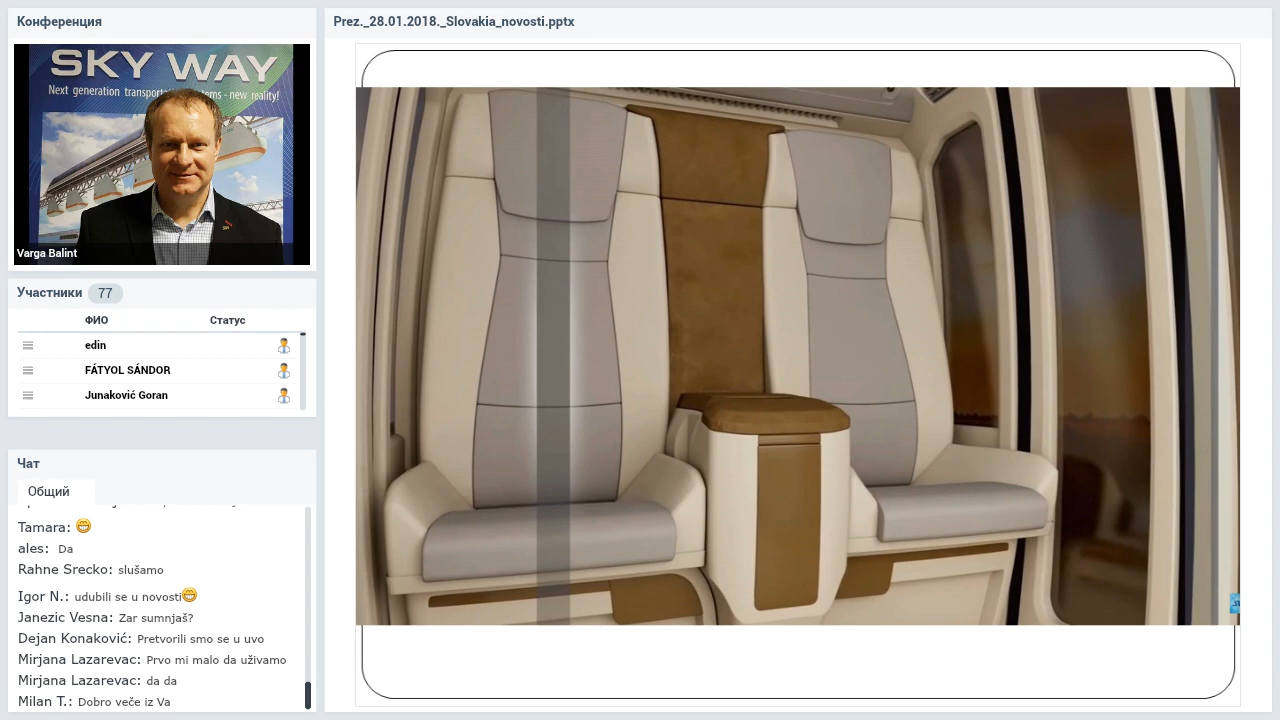 Конференция
SKY WAY
Next generation transportation systems - new reality!
Varga Balint
Участники 77
ФИО Статус
edin
FÁTYOL SÁNDOR
Junaković Goran
Чат
Общий
Tamara:
ales: Da
Rahne Srecko: slušamo
Igor N.: udubili se u novosti
Janezic Vesna: Zar sumnjaš?
Dejan Konaković: Pretvorili smo se u uvo
Mirjana Lazarevac: Prvo mi malo da uživamo
Mirjana Lazarevac: da da
Milan T.: Dobro veče iz Va
Prez._28.01.2018._Slovakia_novosti.pptx